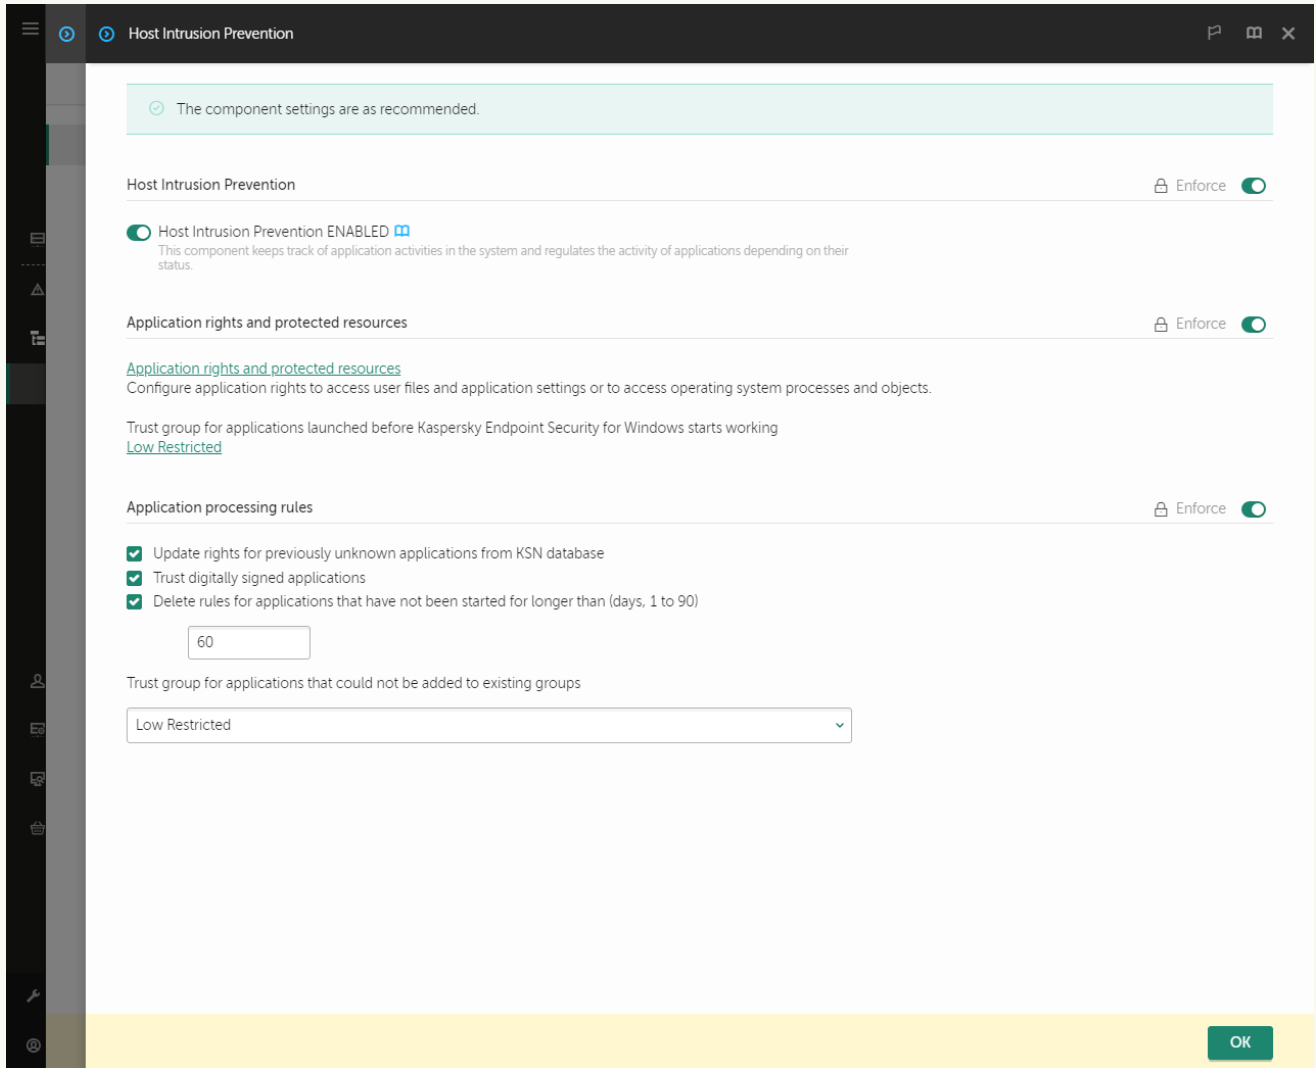 Host Intrusion Prevention
The component settings are as recommended.
Host Intrusion Prevention
Enforce
Host Intrusion Prevention ENABLED
This component keeps track of application activities in the system and regulates the activity of applications depending on their
status.
Application rights and protected resources
Enforce
Application rights and protected resources
Configure application rights to access user files and application settings or to access operating system processes and objects.
Trust group for applications launched before Kaspersky Endpoint Security for Windows starts working
Low Restricted
Application processing rules
Enforce
Update rights for previously unknown applications from KSN database
Trust digitally signed applications
Delete rules for applications that have not been started for longer than (days, 1 to 90)
60
Trust group for applications that could not be added to existing groups
Low Restricted
OK